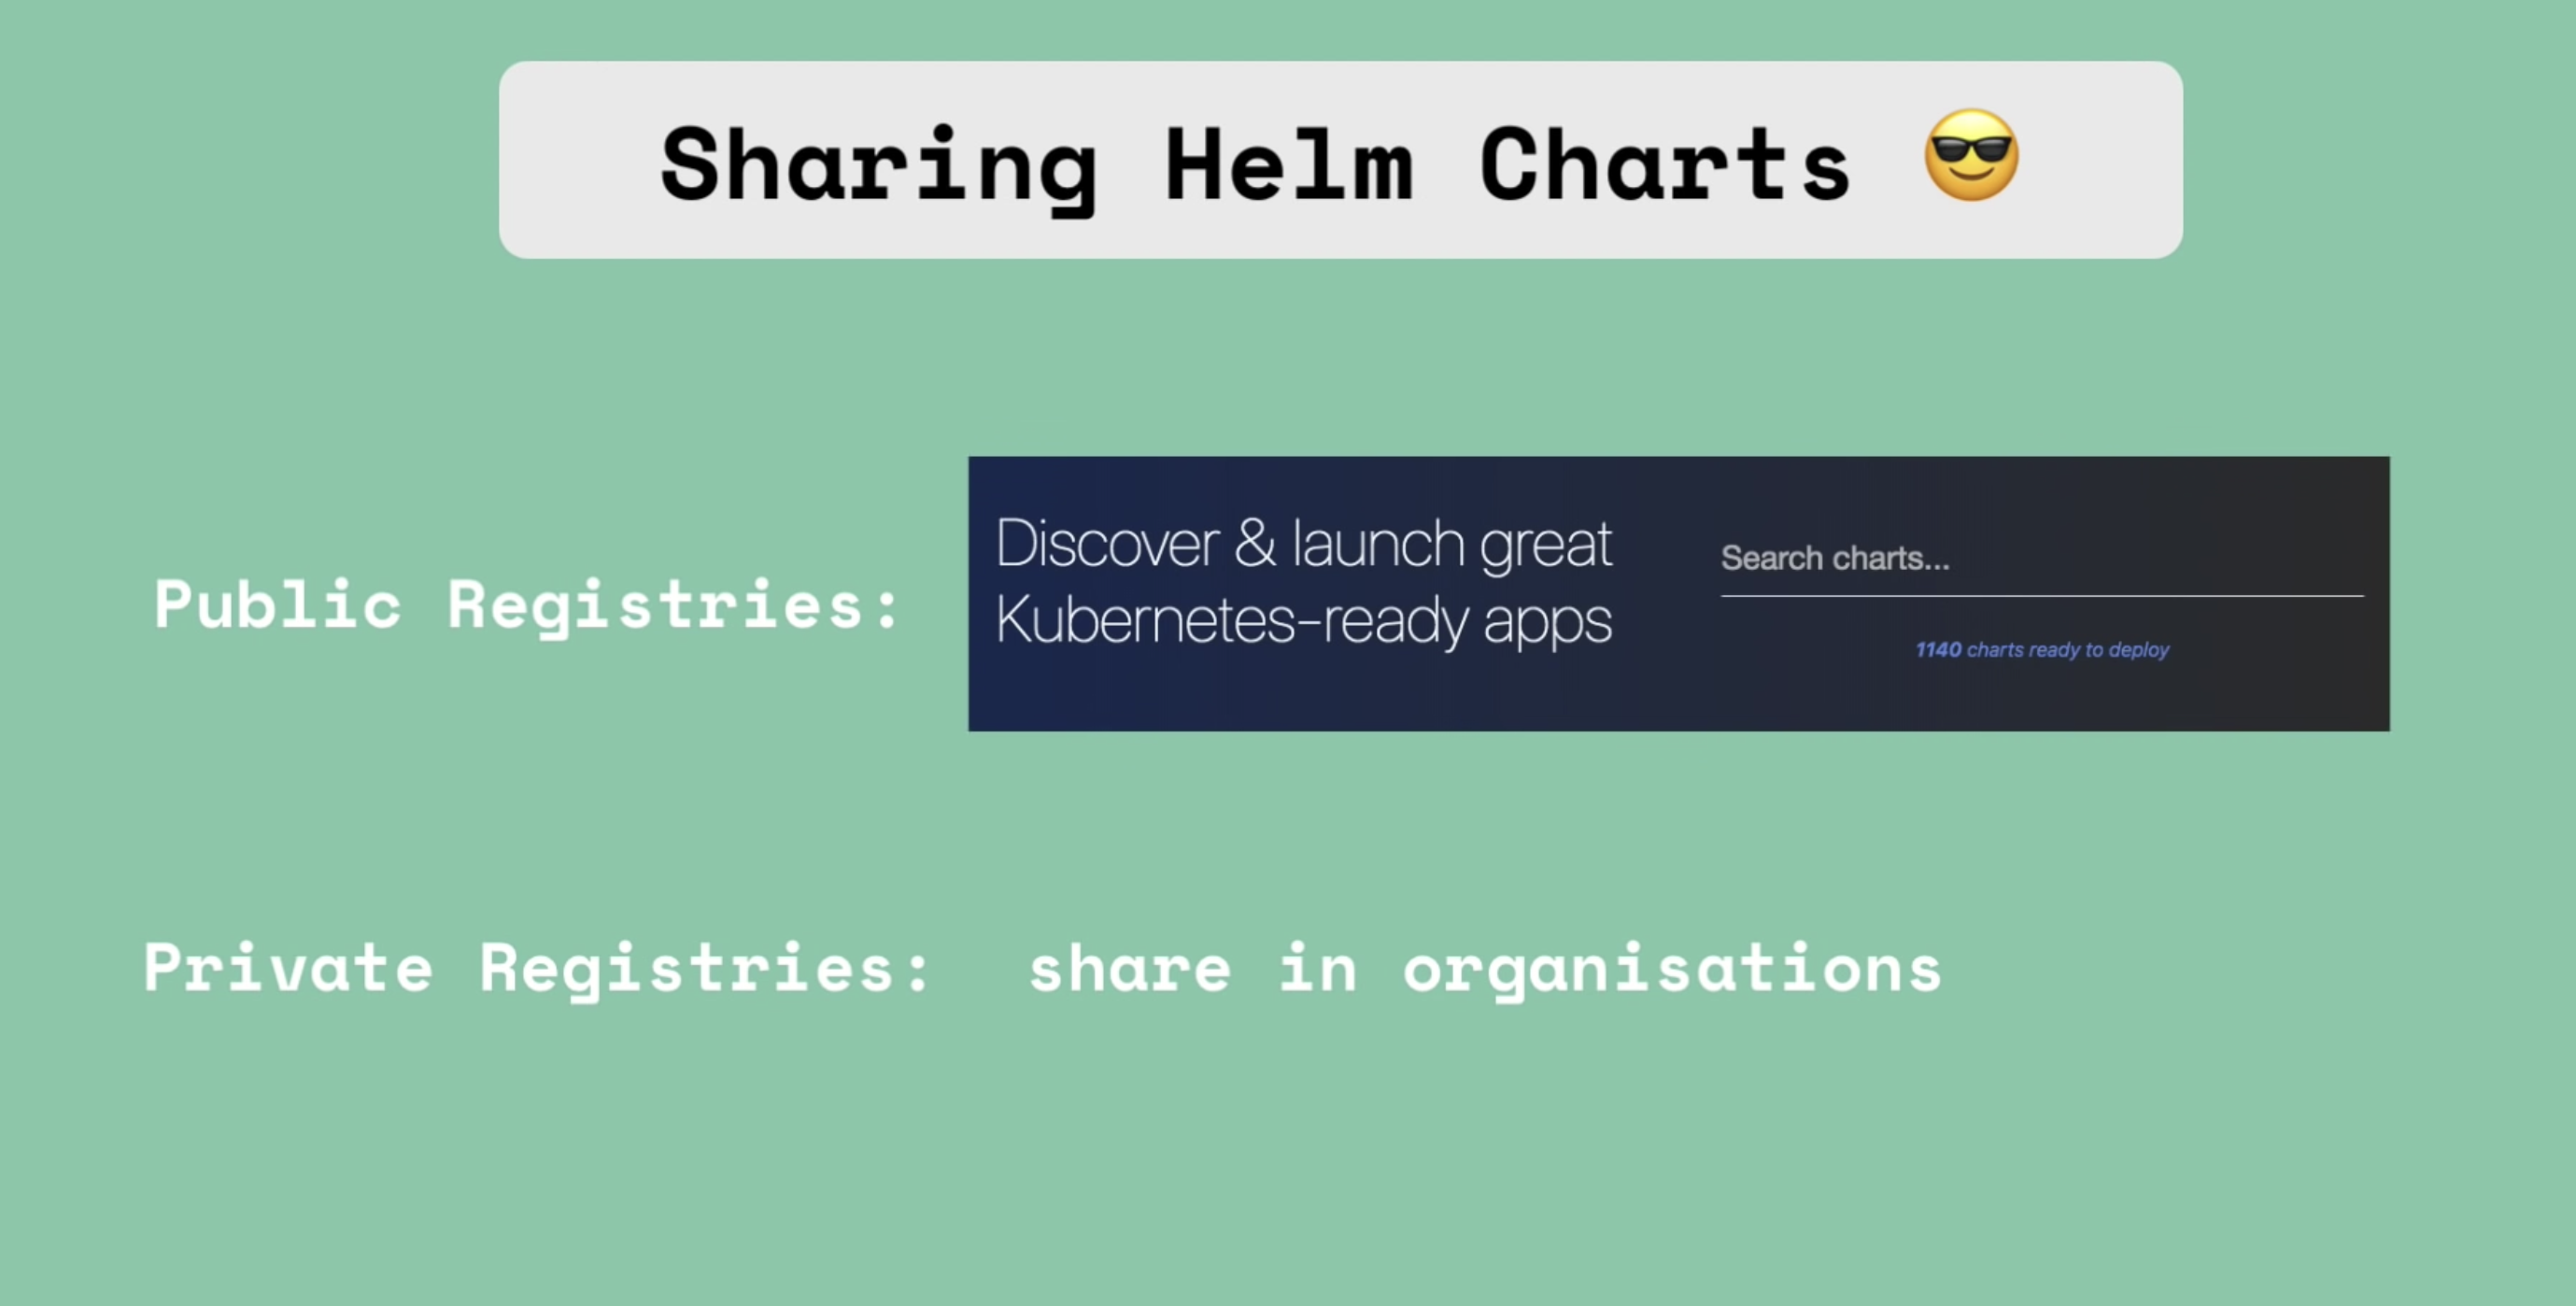 Sharing Helm Charts 😎
Public Registries:
Discover & launch great
Kubernetes-ready apps
Search charts...
1140 charts ready to deploy
Private Registries: share in organisations